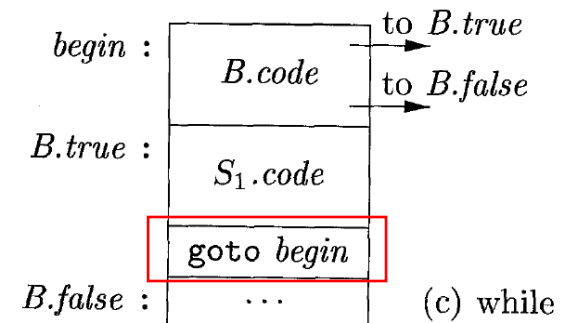 to B.true
begin :
B.code
to B.false
B.true :
S₁.code
goto begin
B.false : ... (c) while